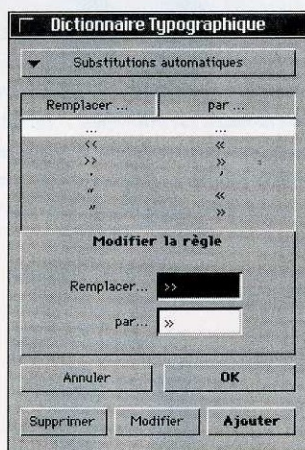 Dictionnaire Typographique
Substitutions automatiques
Remplacer ... par ...
... ...
<< «
>> »
' ’
" «
" »
Modifier la règle
Remplacer... >>
par... »
Annuler OK
Supprimer Modifier Ajouter